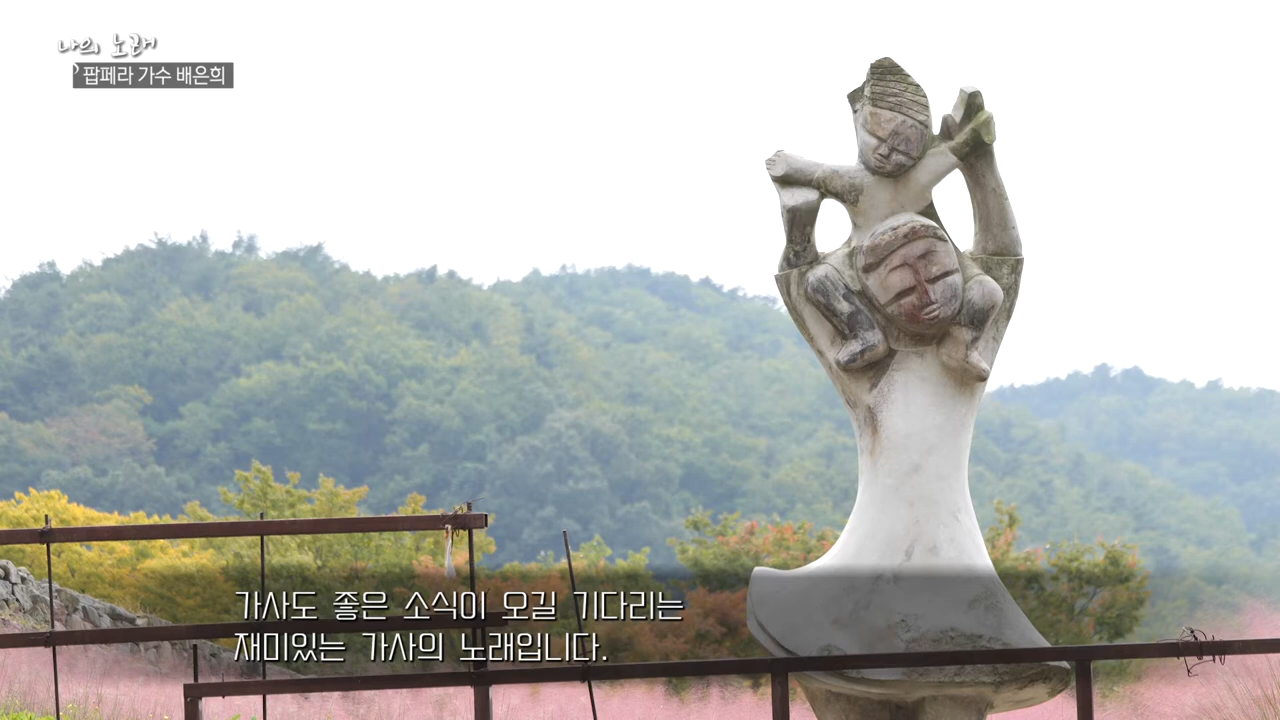 나의 노래
팝페라 가수 배은희
가사도 좋은 소식이 오길 기다리는
재미있는 가사의 노래입니다.